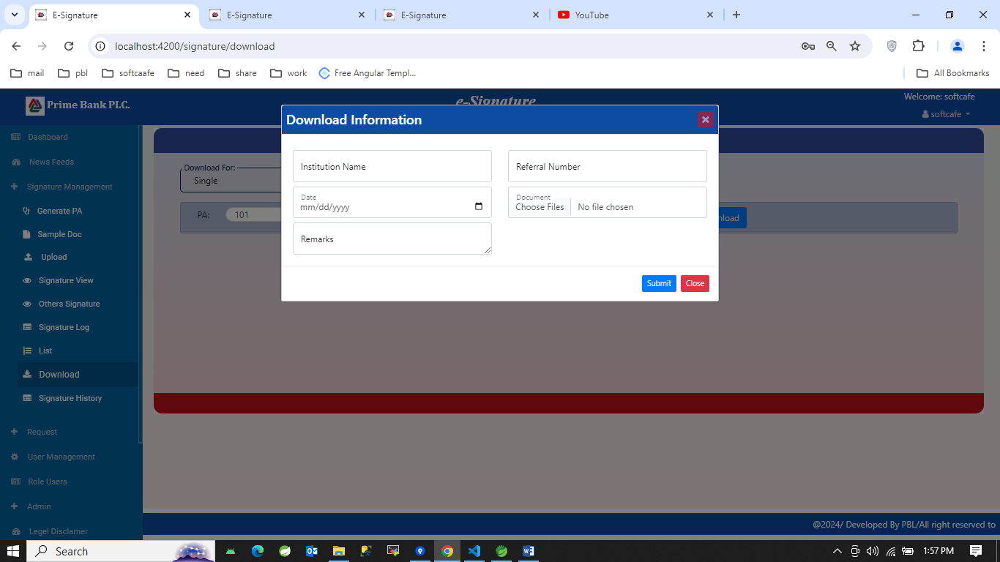 E-Signature
E-Signature
E-Signature
YouTube
localhost:4200/signature/download
mail
pbl
softcaafe
need
share
work
Free Angular Templ...
All Bookmarks
Prime Bank PLC.
e-Signature
Welcome: softcafe
softcafe
Dashboard
News Feeds
Signature Management
Generate PA
Sample Doc
Upload
Signature View
Others Signature
Signature Log
List
Download
Signature History
Request
User Management
Role Users
Admin
Legel Disclamer
Download For:
Single
PA:
101
nload
Download Information
Institution Name
Referral Number
Date
mm/dd/yyyy
Document
Choose Files
No file chosen
Remarks
Submit
Close
@2024/ Developed By PBL/All right reserved to
Search
1:57 PM